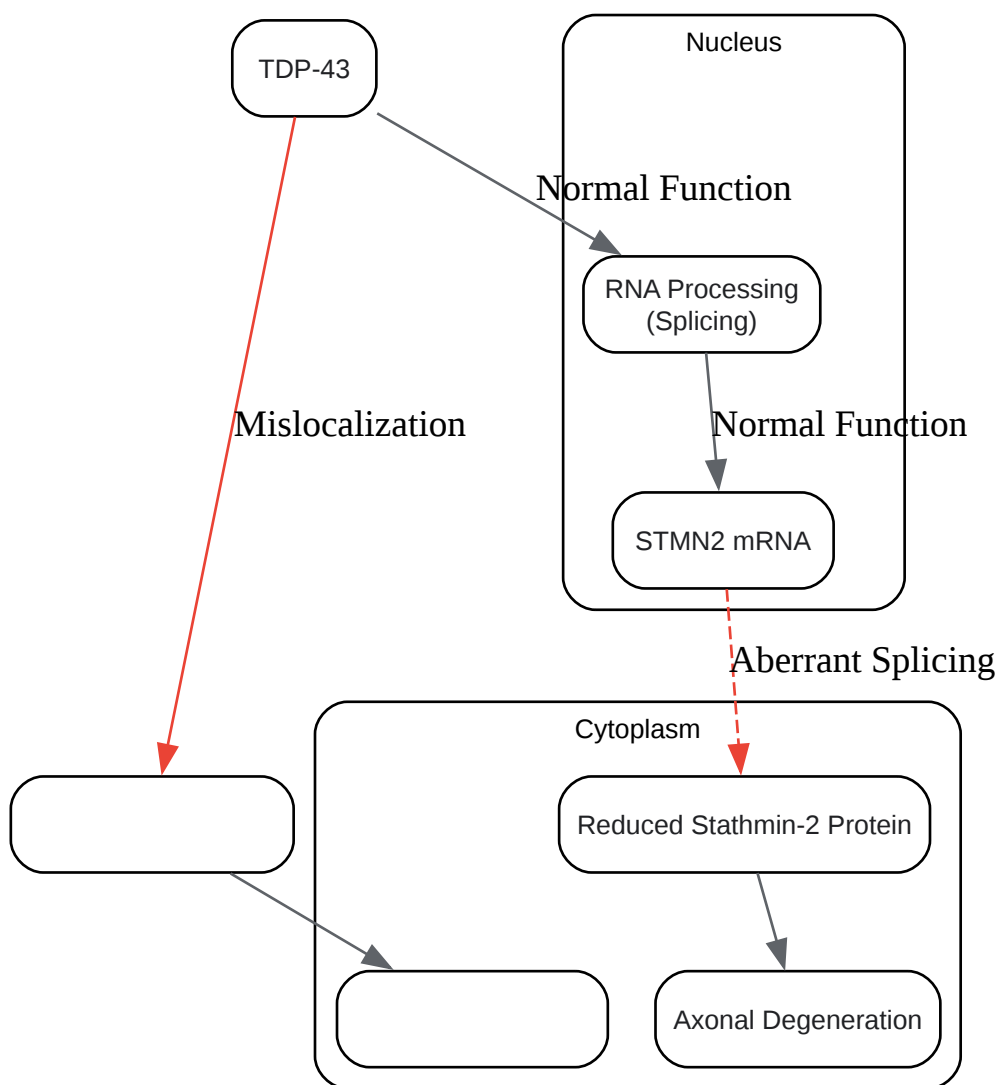 Nucleus
TDP-43
Normal Function
RNA Processing
(Splicing)
Mislocalization
Normal Function
STMN2 mRNA
Aberrant Splicing
Cytoplasm
Reduced Stathmin-2 Protein
Axonal Degeneration